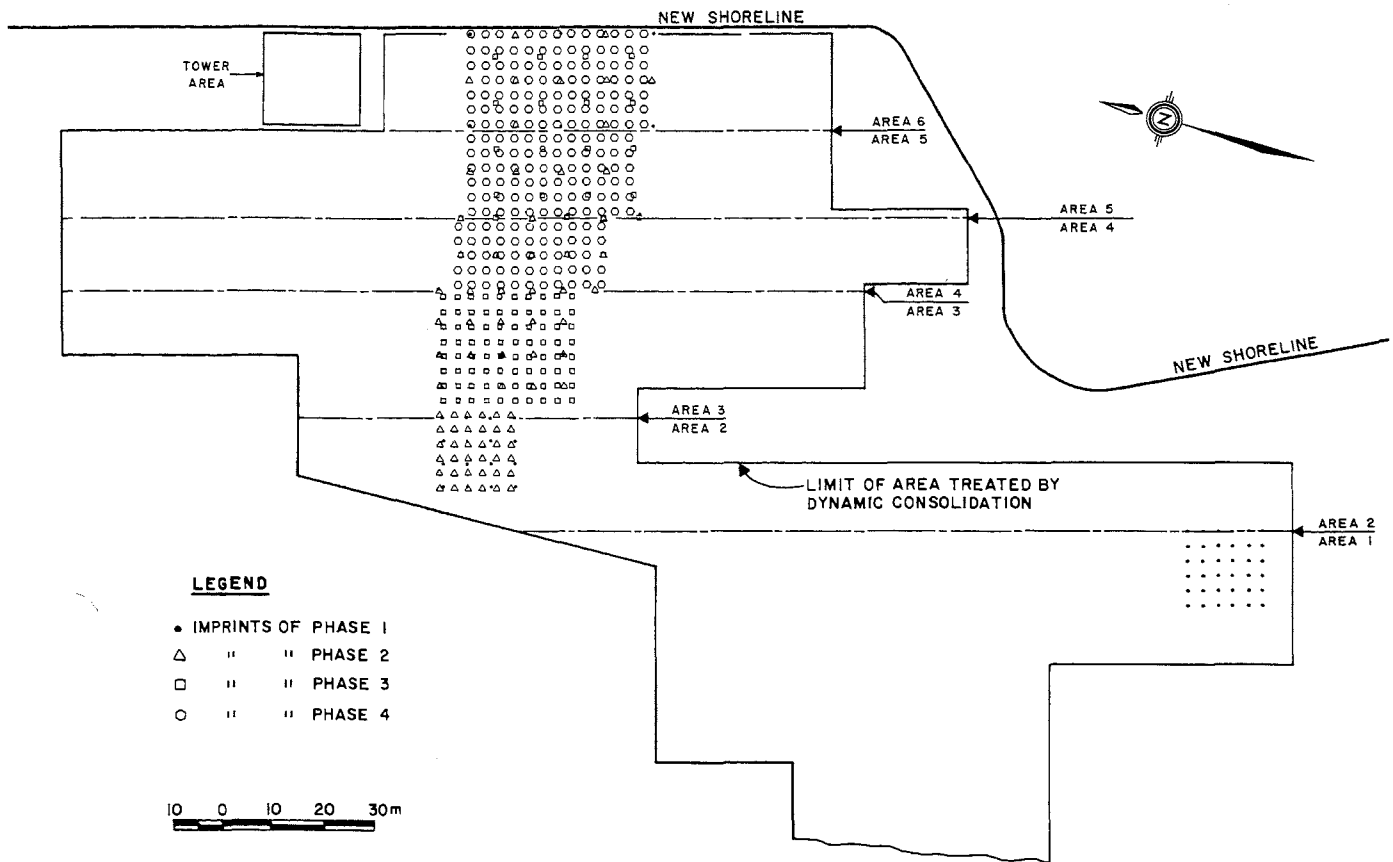 NEW SHORELINE
TOWER
AREA
N
AREA 6
AREA 5
AREA 5
AREA 4
AREA 4
AREA 3
NEW SHORELINE
AREA 3
AREA 2
LIMIT OF AREA TREATED BY
DYNAMIC CONSOLIDATION
AREA 2
AREA 1
LEGEND
IMPRINTS OF PHASE 1
" " PHASE 2
" " PHASE 3
" " PHASE 4
10 0 10 20 30m